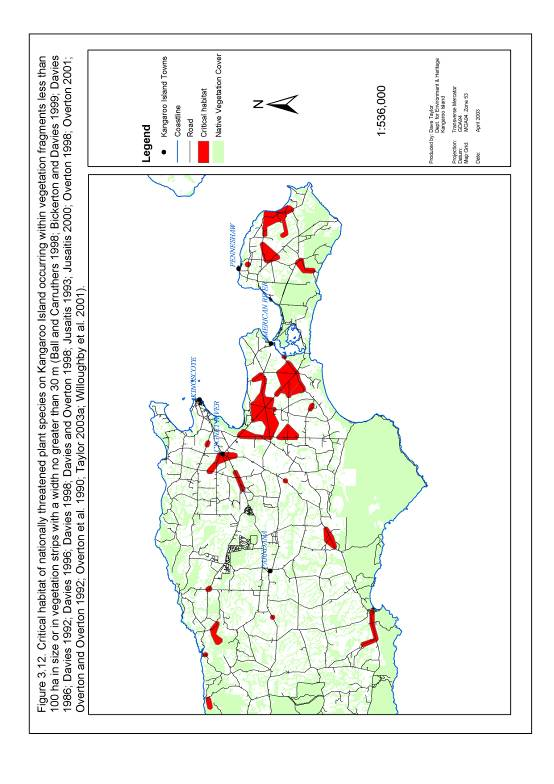 Figure 3.12. Critical habitat of nationally threatened plant species on Kangaroo Island occurring within vegetation fragments less than
100 ha in size or in vegetation strips with a width no greater than 30 m (Ball and Carruthers 1998; Bickerton and Davies 1999; Davies
1986; Davies 1992; Davies 1996; Davies 1998; Davies and Overton 1998; Jusaitis 1993; Jusaitis 2000; Overton 1998; Overton 2001;
Overton and Overton 1992; Overton et al. 1990; Taylor 2003a; Willoughby et al. 2001).
KINGSCOTE
PENNESHAW
AMERICAN RIVER
PARNDANA
Legend
Kangaroo Island Towns
Coastline
Road
Critical habitat
Native Vegetation Cover
N
1:536,000
Produced by: Dave Taylor
Dept. for Environment & Heritage
Kangaroo Island
Projection: Transverse Mercator
Datum: GDA94
Map Grid: MGA94 Zone 53
Date: April 2003